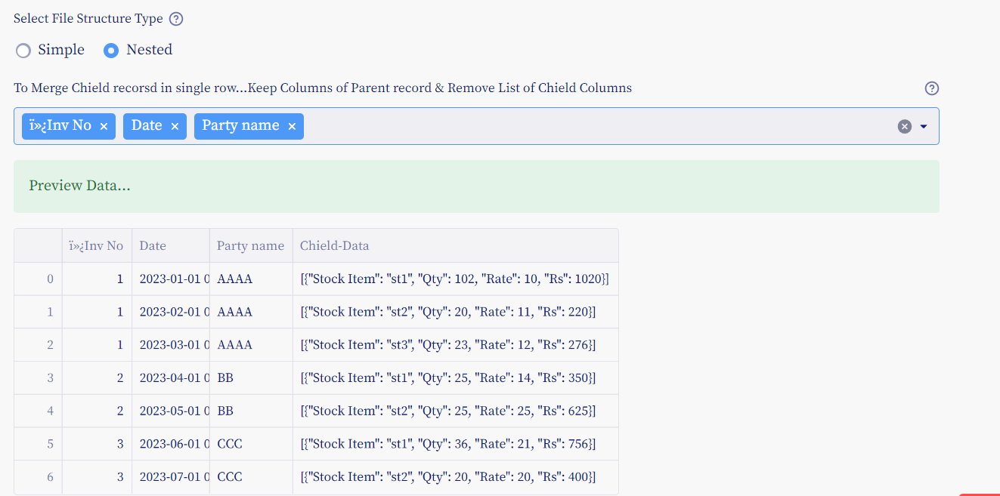 Select File Structure Type ?
Simple Nested
To Merge Chield recorsd in single row...Keep Columns of Parent record & Remove List of Chield Columns ?
ï»¿Inv No × Date × Party name ×
Preview Data...
ï»¿Inv No Date Party name Chield-Data
0 1 2023-01-01 0 AAAA [{"Stock Item": "st1", "Qty": 102, "Rate": 10, "Rs": 1020}]
1 1 2023-02-01 0 AAAA [{"Stock Item": "st2", "Qty": 20, "Rate": 11, "Rs": 220}]
2 1 2023-03-01 0 AAAA [{"Stock Item": "st3", "Qty": 23, "Rate": 12, "Rs": 276}]
3 2 2023-04-01 0 BB [{"Stock Item": "st1", "Qty": 25, "Rate": 14, "Rs": 350}]
4 2 2023-05-01 0 BB [{"Stock Item": "st2", "Qty": 25, "Rate": 25, "Rs": 625}]
5 3 2023-06-01 0 CCC [{"Stock Item": "st1", "Qty": 36, "Rate": 21, "Rs": 756}]
6 3 2023-07-01 0 CCC [{"Stock Item": "st2", "Qty": 20, "Rate": 20, "Rs": 400}]